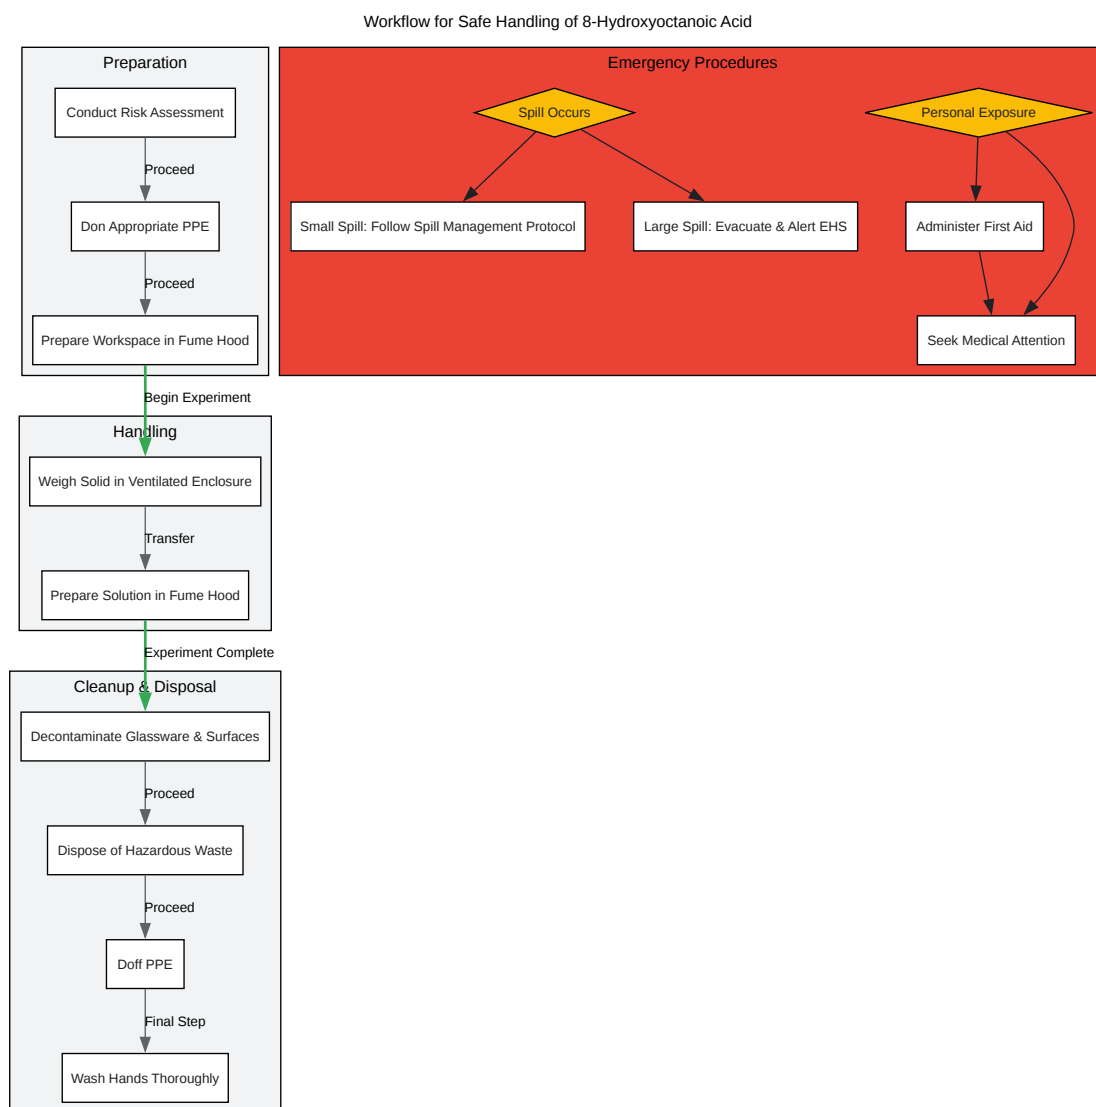 Workflow for Safe Handling of 8-Hydroxyoctanoic Acid
Preparation
Conduct Risk Assessment
Proceed
Don Appropriate PPE
Proceed
Prepare Workspace in Fume Hood
Begin Experiment
Handling
Weigh Solid in Ventilated Enclosure
Transfer
Prepare Solution in Fume Hood
Experiment Complete
Cleanup & Disposal
Decontaminate Glassware & Surfaces
Proceed
Dispose of Hazardous Waste
Proceed
Doff PPE
Final Step
Wash Hands Thoroughly
Emergency Procedures
Spill Occurs
Small Spill: Follow Spill Management Protocol
Large Spill: Evacuate & Alert EHS
Personal Exposure
Administer First Aid
Seek Medical Attention